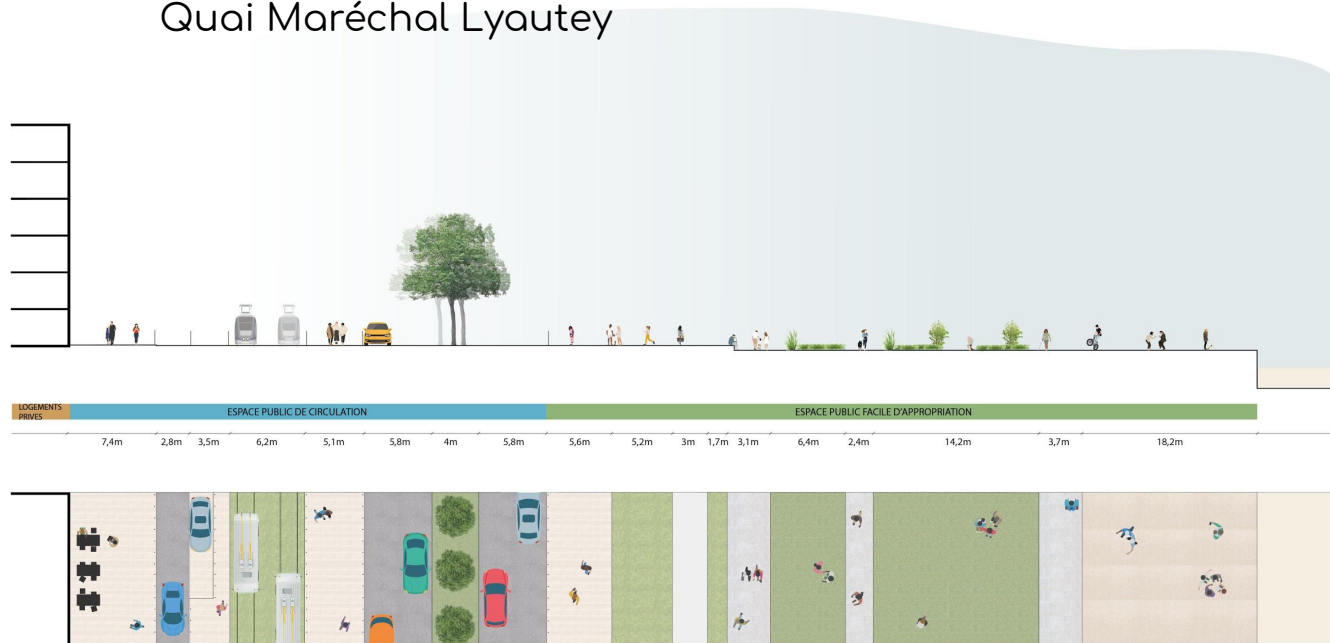 Quai Maréchal Lyautey
LOGEMENTS
PRIVES
ESPACE PUBLIC DE CIRCULATION
ESPACE PUBLIC FACILE D'APPROPRIATION
7,4m 2,8m 3,5m 6,2m 5,1m 5,8m 4m 5,8m 5,6m 5,2m 3m 1,7m 3,1m 6,4m 2,4m 14,2m 3,7m 18,2m